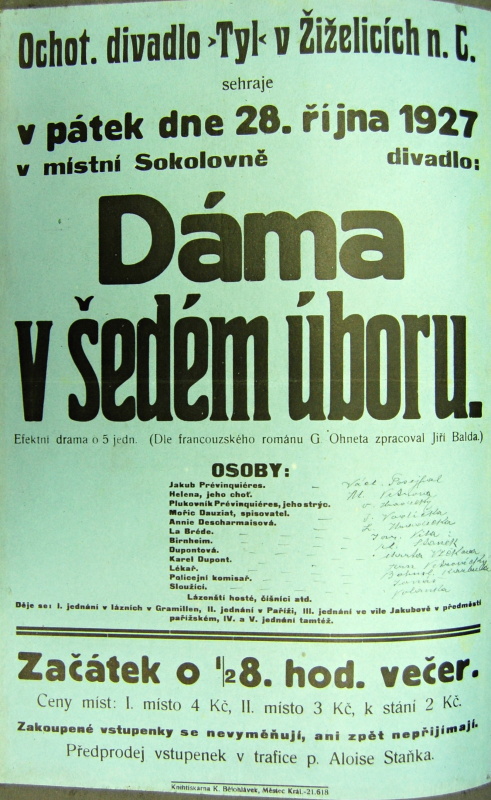 Ochot. divadlo ›Tyl‹ v Žiželicích n. C.
sehraje
v pátek dne 28. října 1927
v místní Sokolovně divadlo:
Dáma
v šedém úboru.
Efektní drama o 5 jedn. (Dle francouzského románu G. Ohneta zpracoval Jiří Balda.)
OSOBY:
Jakub Prévinquiéres.
Helena, jeho choť.
Plukovník Prévinquiéres, jeho strýc.
Mořic Dauziat, spisovatel.
Annie Descharmaisová.
La Bréde.
Birnheim.
Dupontová.
Karel Dupont.
Lékař.
Policejní komisař.
Sloužící.
Lázeňští hosté, číšníci atd.
Děje se: I. jednání v lázních v Gramillen, II. jednání v Paříži, III. jednání ve vile Jakubově v předměstí
pařížském, IV. a V. jednání tamtéž.
Začátek o ½8. hod. večer.
Ceny míst: I. místo 4 Kč, II. místo 3 Kč, k stání 2 Kč.
Zakoupené vstupenky se nevyměňují, ani zpět nepřijímají.
Předprodej vstupenek v trafice p. Aloise Staňka.
Knihtiskárna K. Bělohlávek, Městec Král.-21.618